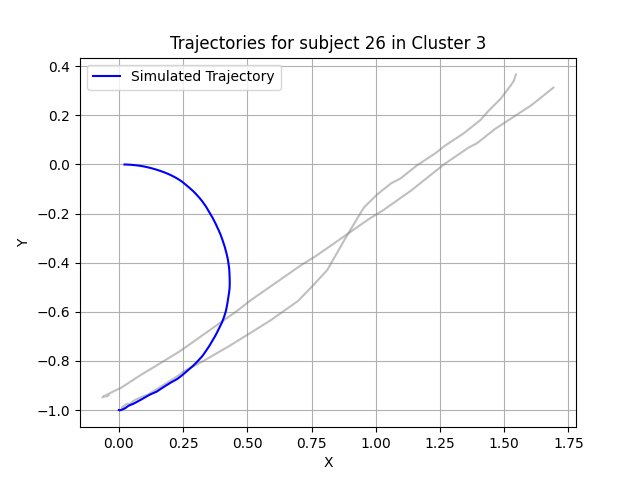 Trajectories for subject 26 in Cluster 3
Simulated Trajectory
0.4
0.2
0.0
−0.2
−0.4
−0.6
−0.8
−1.0
Y
0.00 0.25 0.50 0.75 1.00 1.25 1.50 1.75
X